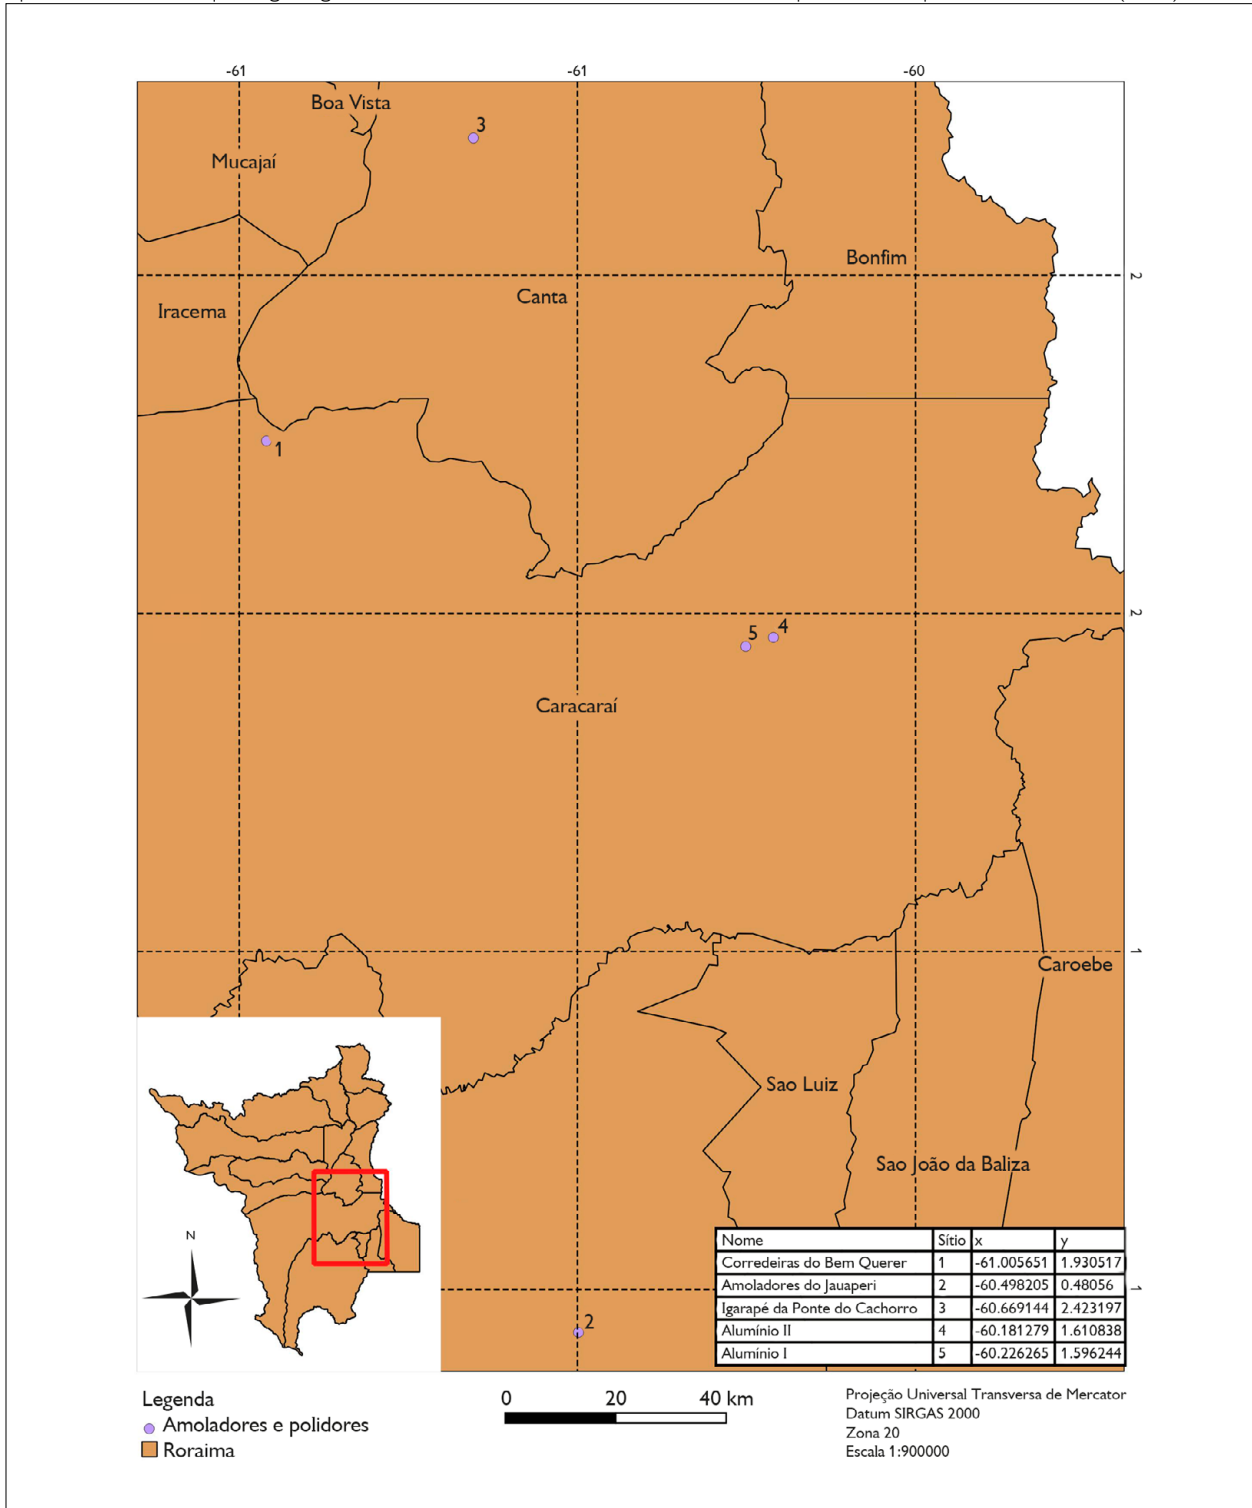 -61 -61 -60
Boa Vista
3
Mucajaí
Bonfim
2
Canta
Iracema
1
2
5 4
Caracaraí
1
Caroebe
Sao Luiz
Sao João da Baliza
N
1
2
Nome Sítio x y
Corredeiras do Bem Querer 1 -61.005651 1.930517
Amoladores do Jauaperi 2 -60.498205 0.48056
Igarapé da Ponte do Cachorro 3 -60.669144 2.423197
Alumínio II 4 -60.181279 1.610838
Alumínio I 5 -60.226265 1.596244
Legenda
Amoladores e polidores
Roraima
0 20 40 km
Projeção Universal Transversa de Mercator
Datum SIRGAS 2000
Zona 20
Escala 1:900000